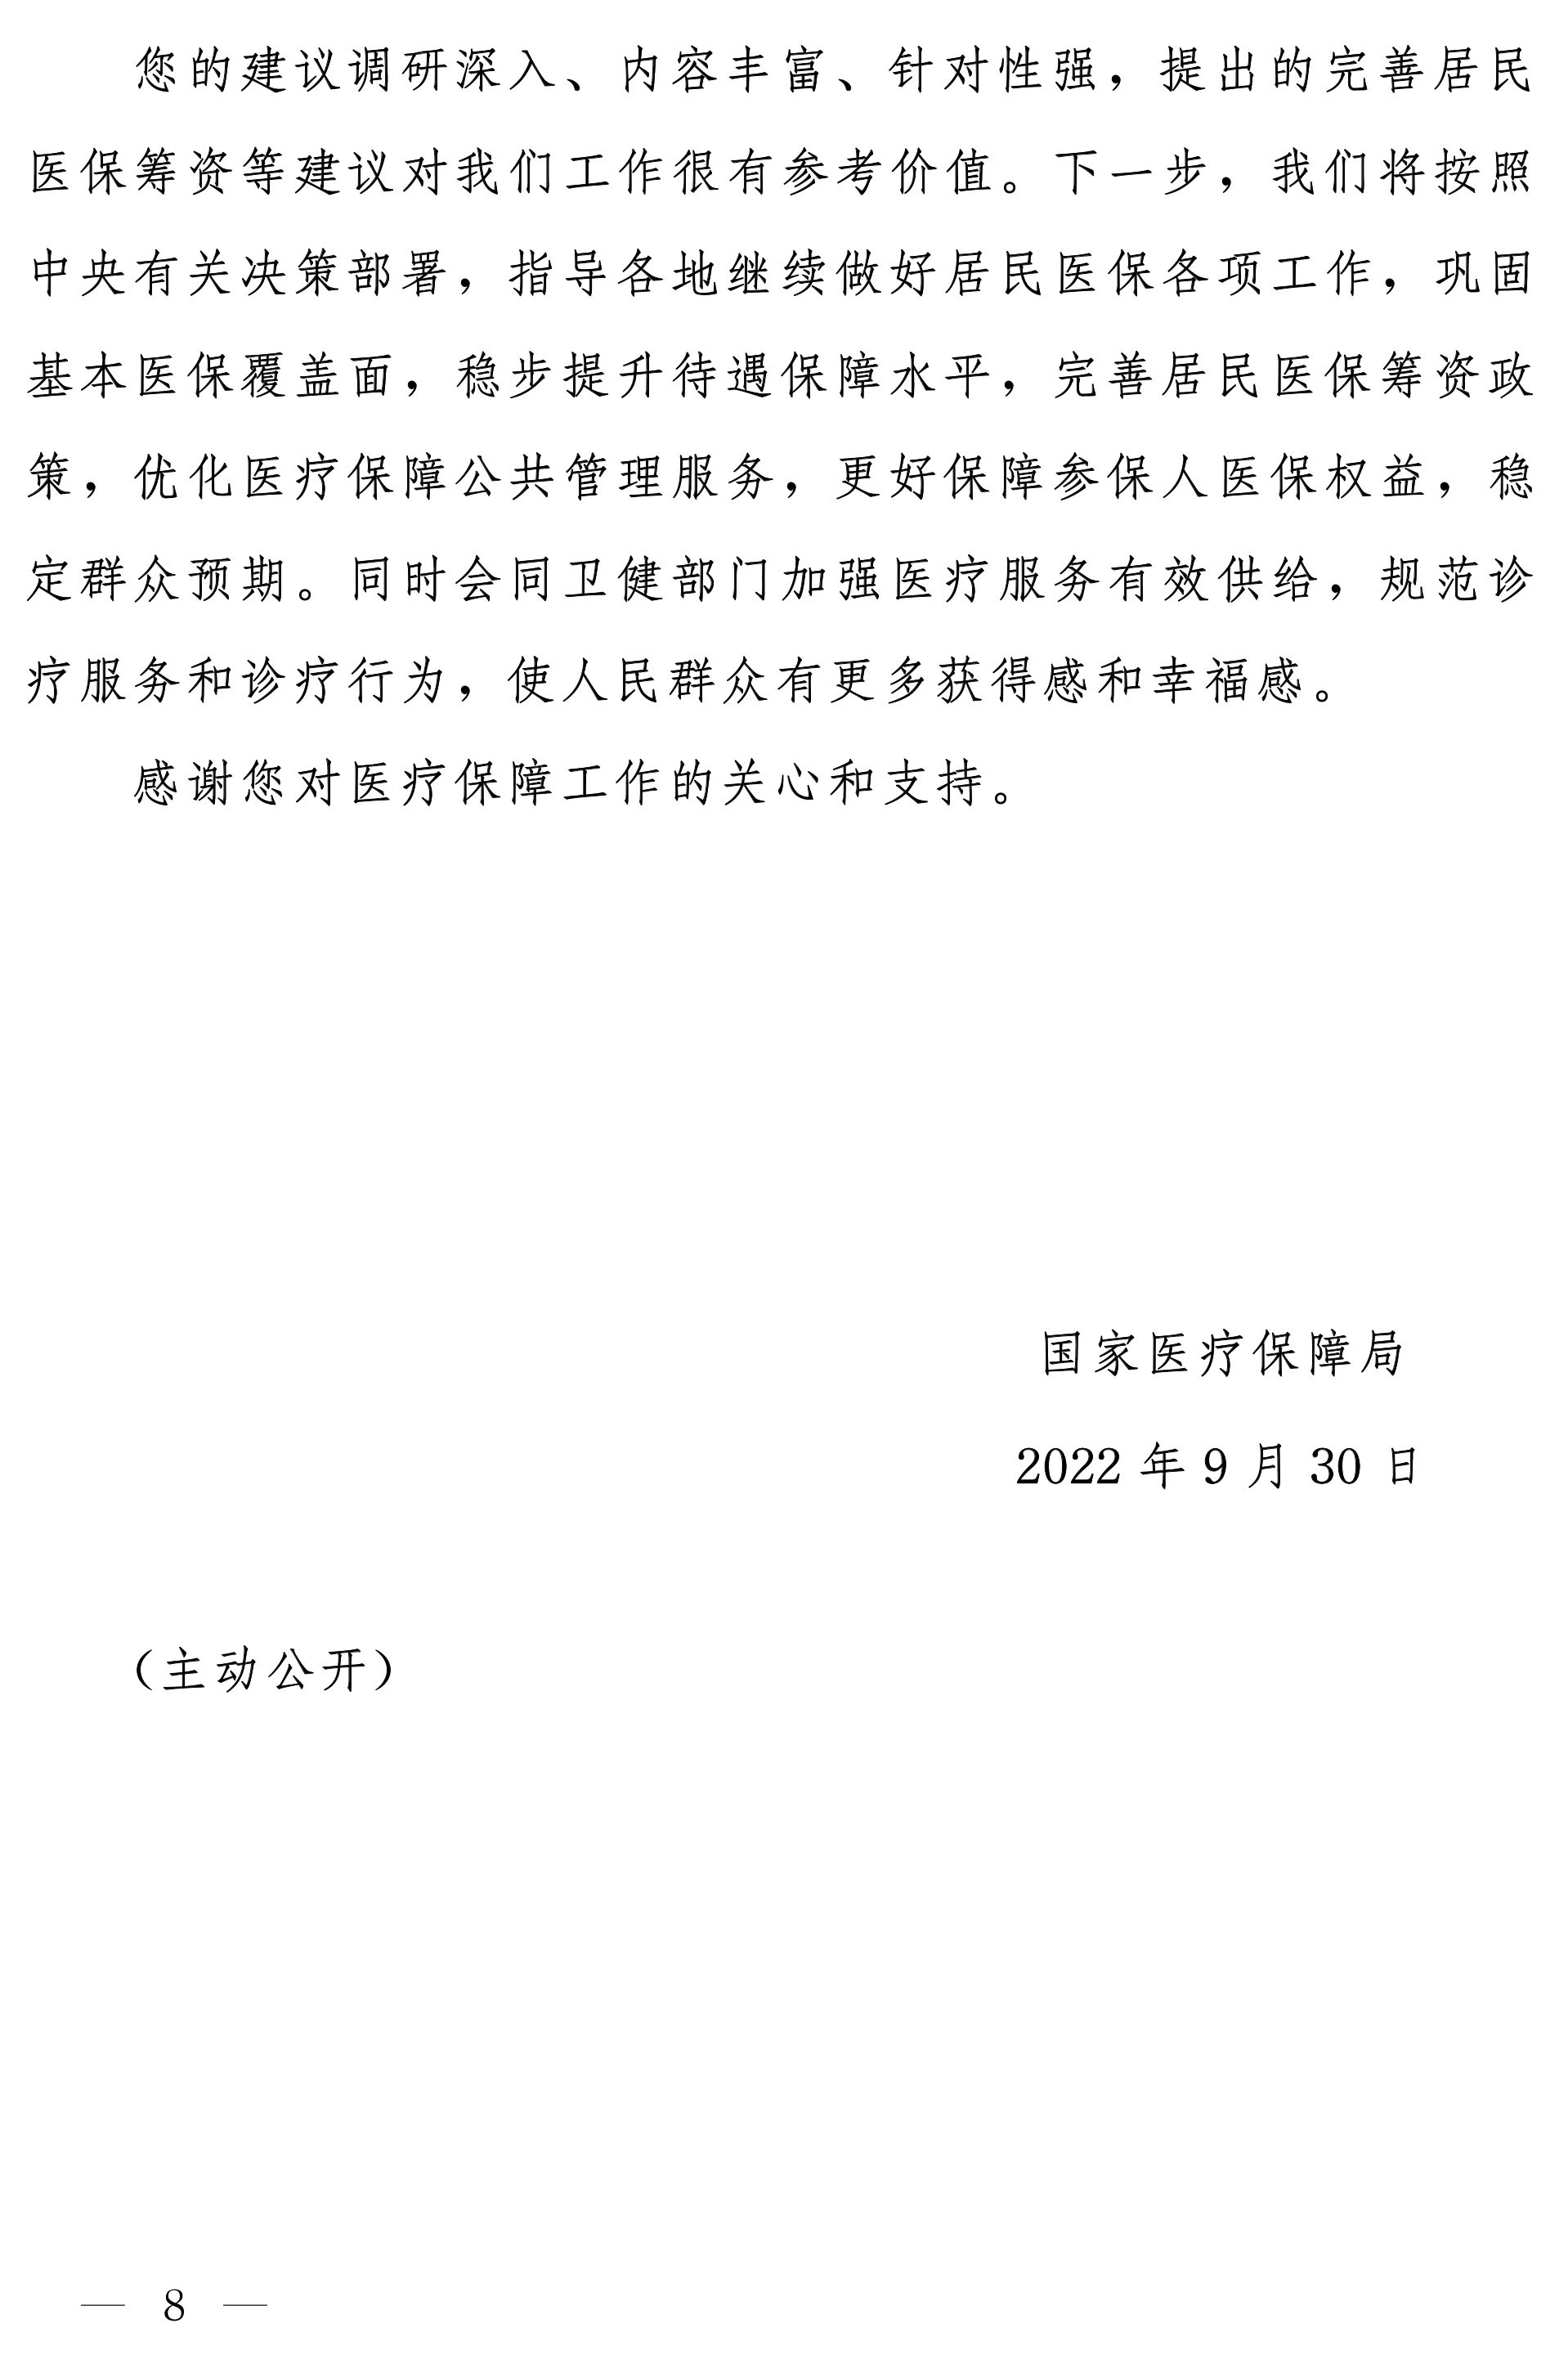 您的建议调研深入、内容丰富、针对性强，提出的完善居民
医保筹资等建议对我们工作很有参考价值。下一步，我们将按照
中央有关决策部署，指导各地继续做好居民医保各项工作，巩固
基本医保覆盖面，稳步提升待遇保障水平，完善居民医保筹资政
策，优化医疗保障公共管理服务，更好保障参保人医保权益，稳
定群众预期。同时会同卫健部门加强医疗服务有效供给，规范诊
疗服务和诊疗行为，使人民群众有更多获得感和幸福感。
感谢您对医疗保障工作的关心和支持。
国家医疗保障局
2022 年 9 月 30 日
（主动公开）
— 8 —